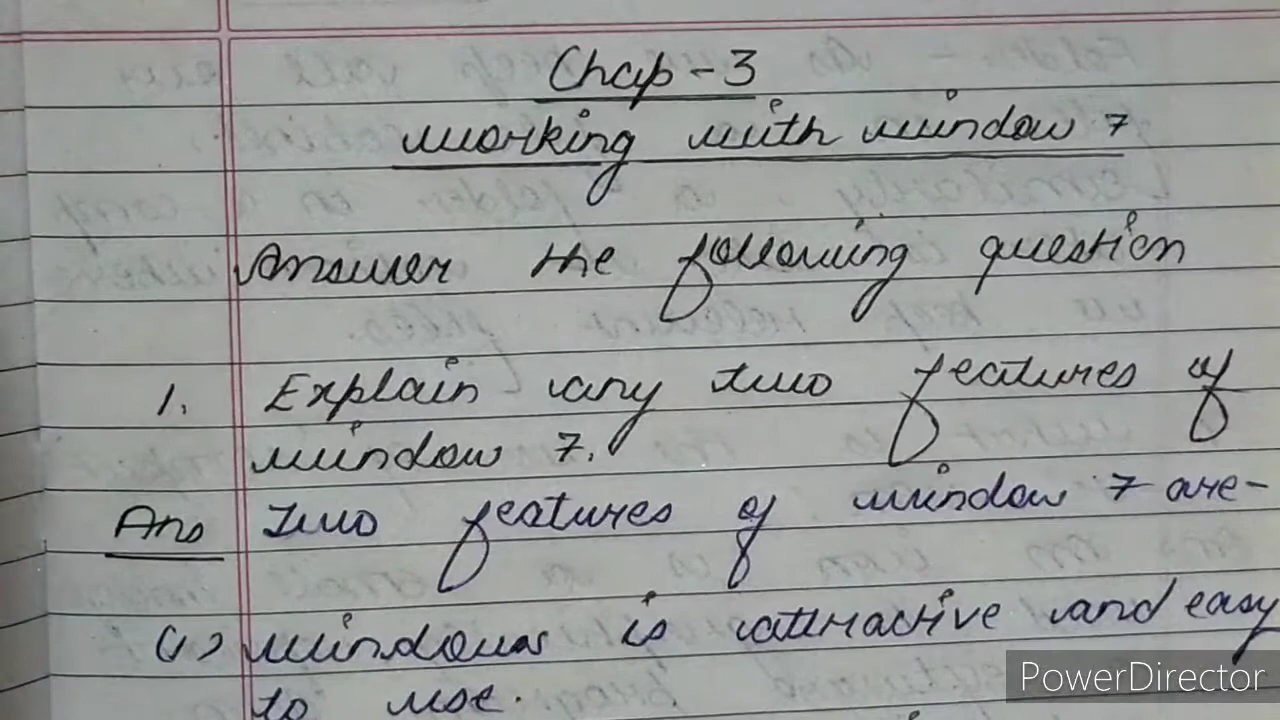 Chap - 3
working with window 7
Answer the following question
1. Explain any two features of
window 7.
Ans Two features of window 7 are-
(1) windows is attractive and easy
to use.
PowerDirector